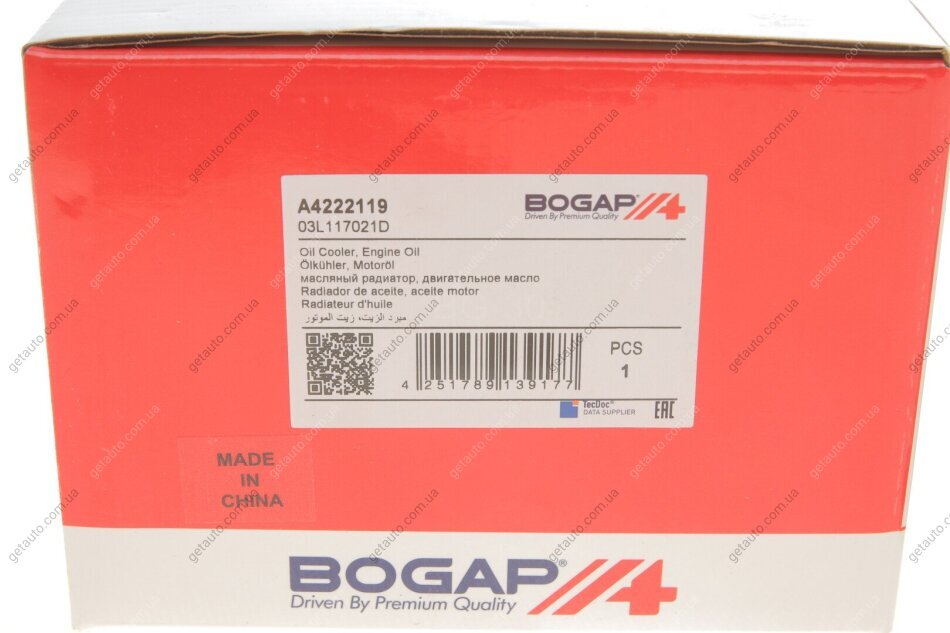 A4222119
BOGAP
Driven By Premium Quality
03L117021D
Oil Cooler, Engine Oil
Ölkühler, Motoröl
масляный радиатор, двигательное масло
Radiador de aceite, aceite motor
Radiateur d'huile
مبرد الزيت، زيت الموتور
PCS
1
4 251789 139177
TecDoc®
DATA SUPPLIER
EAC
MADE
IN
CHINA
BOGAP®
Driven By Premium Quality
getauto.com.ua